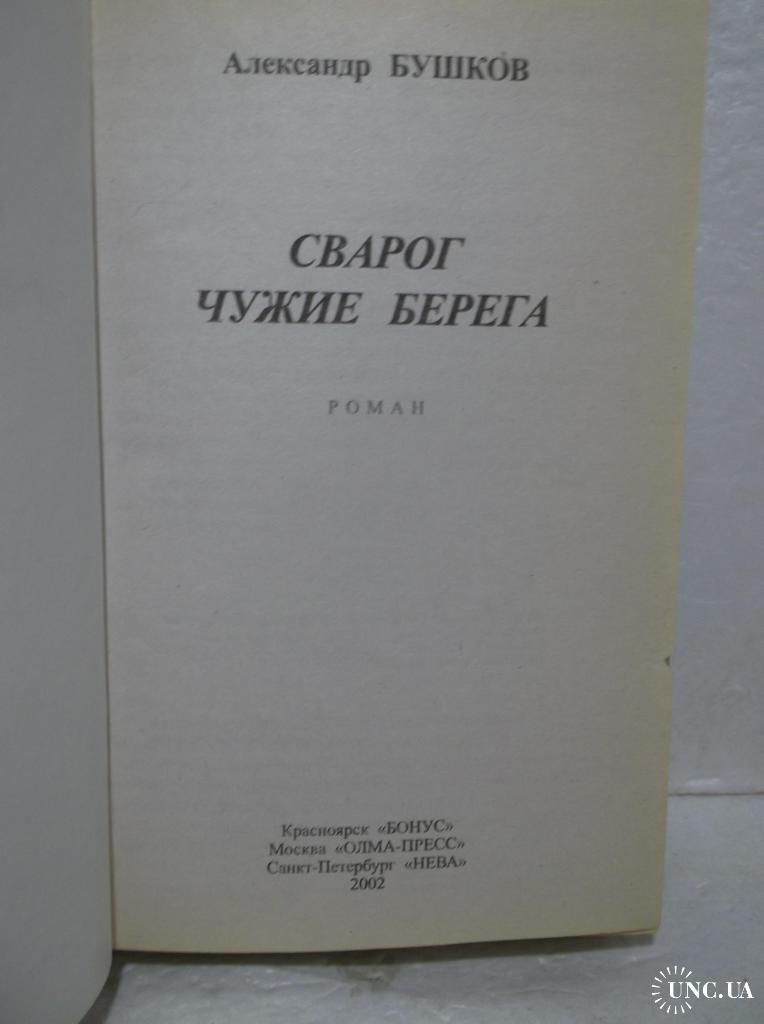 Александр БУШКОВ
СВАРОГ
ЧУЖИЕ БЕРЕГА
РОМАН
Красноярск «БОНУС»
Москва «ОЛМА-ПРЕСС»
Санкт-Петербург «НЕВА»
2002
UNC.UA